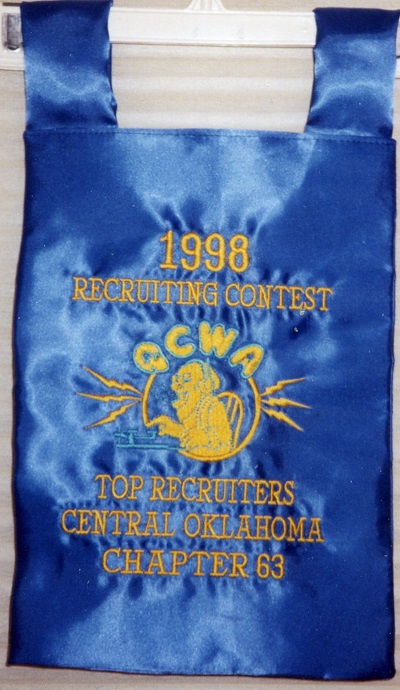 1998
RECRUITING CONTEST
QCWA
TOP RECRUITERS
CENTRAL OKLAHOMA
CHAPTER 63